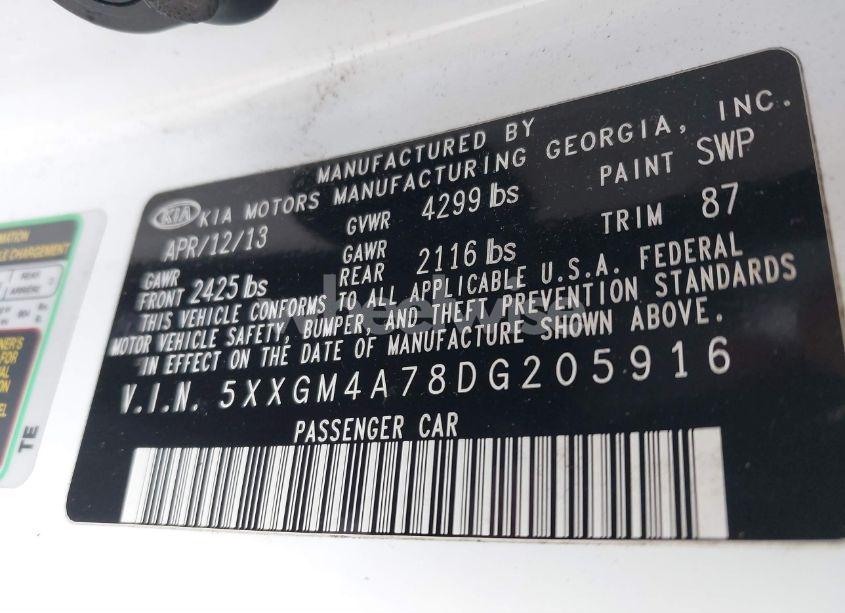 MANUFACTURED BY
KIA KIA MOTORS MANUFACTURING GEORGIA, INC.
APR/12/13 GVWR 4299 lbs PAINT SWP
GAWR FRONT 2425 lbs GAWR REAR 2116 lbs TRIM 87
THIS VEHICLE CONFORMS TO ALL APPLICABLE U.S.A. FEDERAL
MOTOR VEHICLE SAFETY, BUMPER, AND THEFT PREVENTION STANDARDS
IN EFFECT ON THE DATE OF MANUFACTURE SHOWN ABOVE.
V.I.N. 5XXGM4A78DG205916
PASSENGER CAR
TE